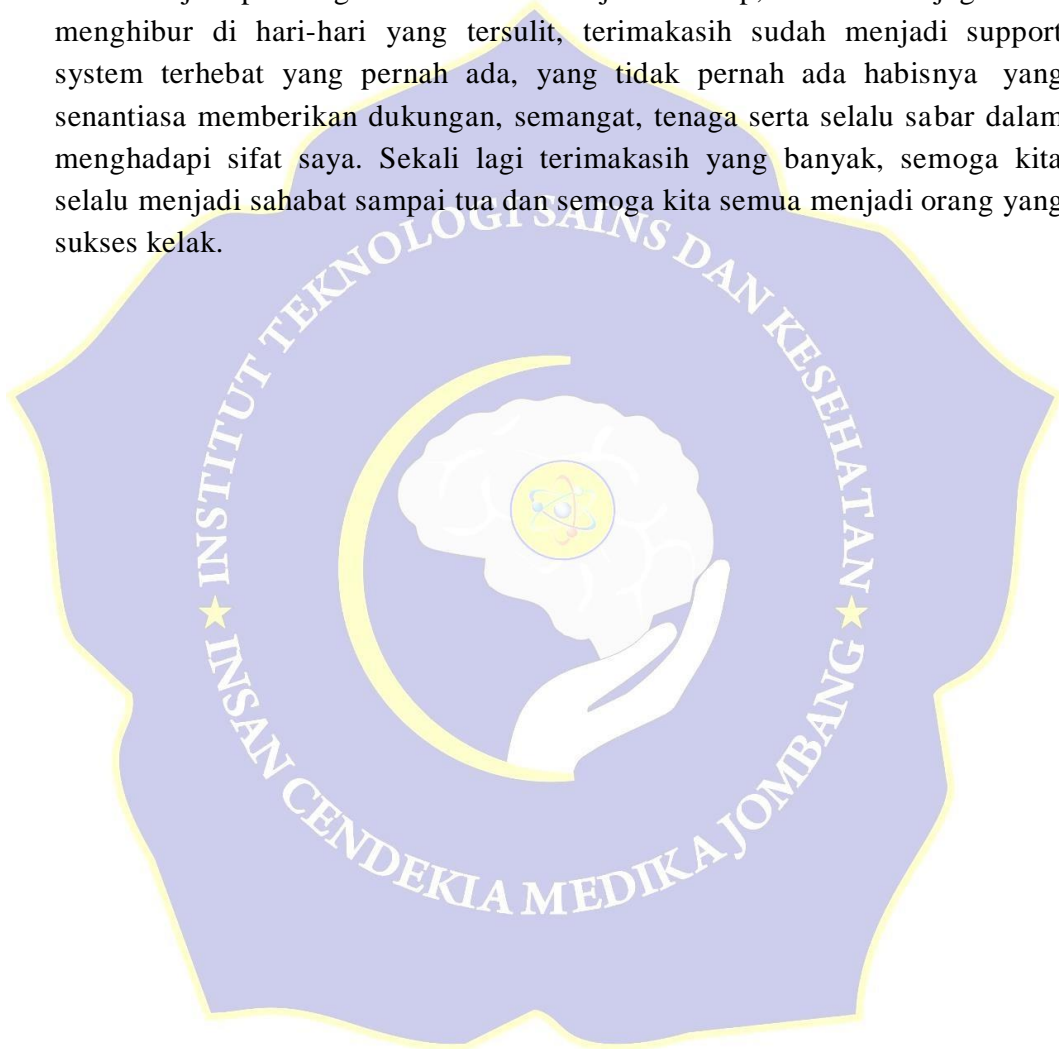 menghibur di hari-hari yang tersulit, terimakasih sudah menjadi support
system terhebat yang pernah ada, yang tidak pernah ada habisnya yang
senantiasa memberikan dukungan, semangat, tenaga serta selalu sabar dalam
menghadapi sifat saya. Sekali lagi terimakasih yang banyak, semoga kita
selalu menjadi sahabat sampai tua dan semoga kita semua menjadi orang yang
sukses kelak.
INSTITUT TEKNOLOGI SAINS DAN KESEHATAN
INSAN CENDEKIA MEDIKA JOMBANG